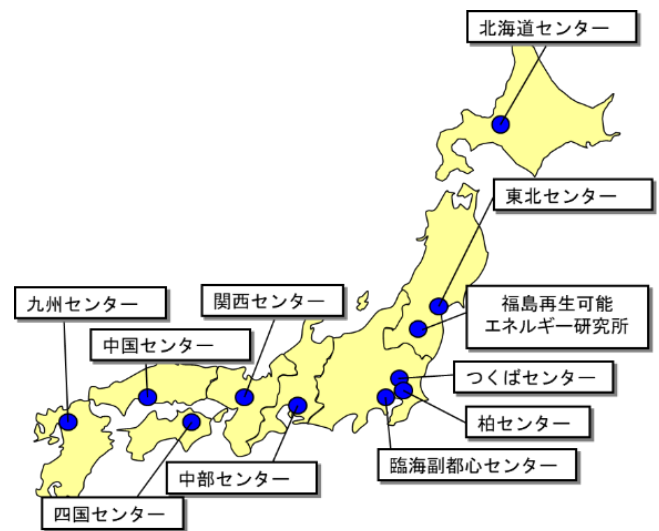 北海道センター
東北センター
福島再生可能
エネルギー研究所
九州センター
関西センター
中国センター
つくばセンター
柏センター
臨海副都心センター
中部センター
四国センター